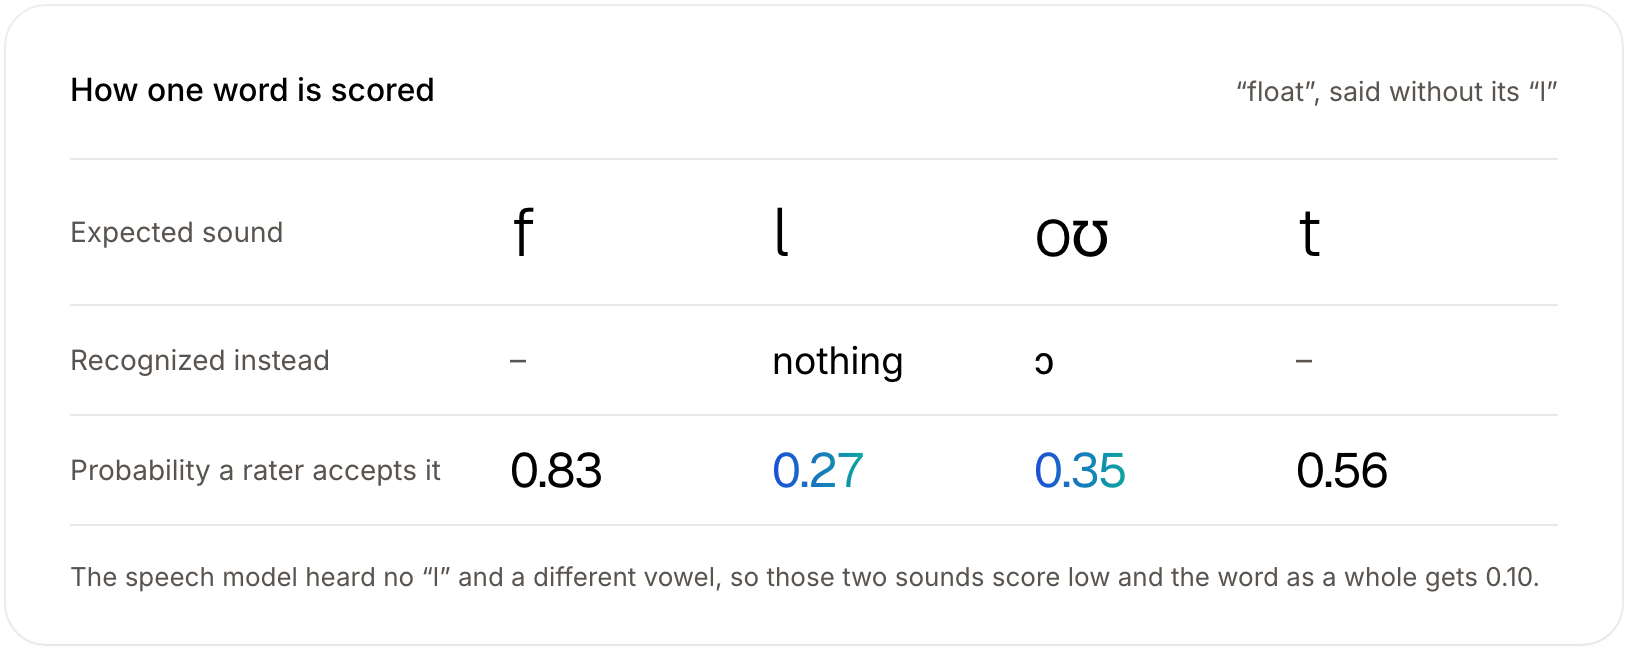 How one word is scored
“float”, said without its “l”
Expected sound f l oʊ t
Recognized instead – nothing ɔ –
Probability a rater accepts it 0.83 0.27 0.35 0.56
The speech model heard no “l” and a different vowel, so those two sounds score low and the word as a whole gets 0.10.